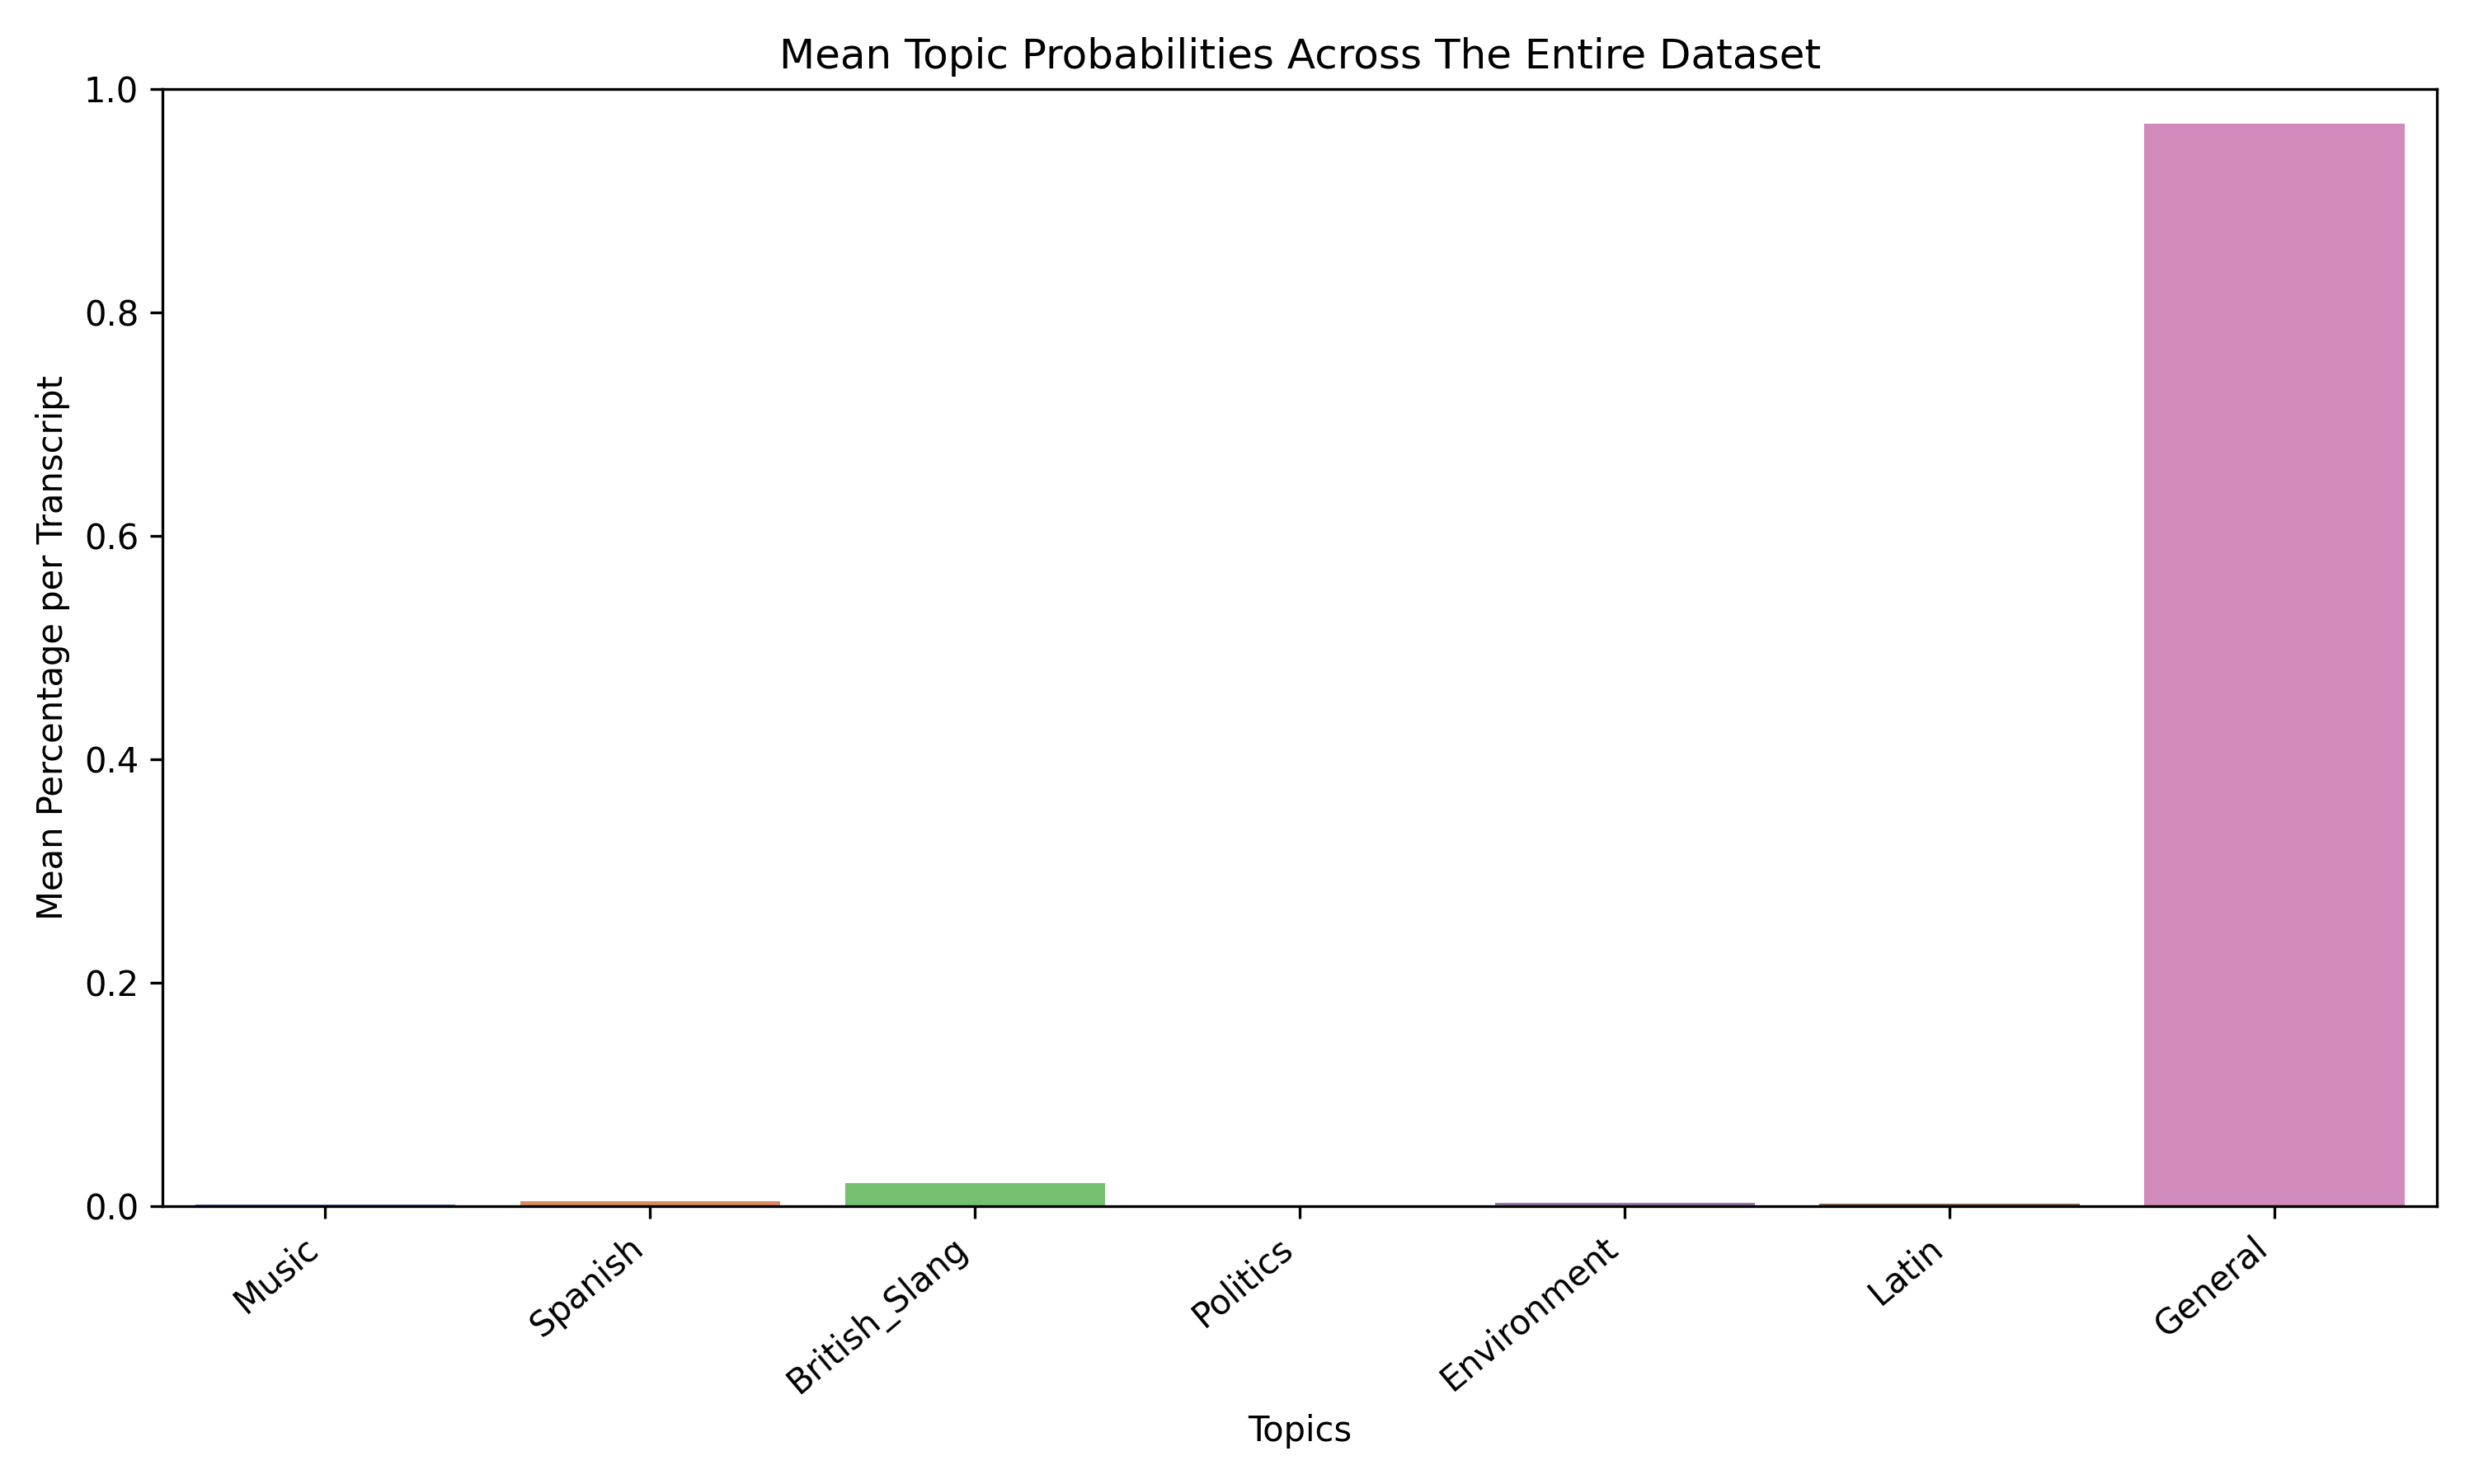 Mean Topic Probabilities Across The Entire Dataset
Mean Percentage per Transcript
1.0
0.8
0.6
0.4
0.2
0.0
Music
Spanish
British_Slang
Politics
Environment
Latin
General
Topics